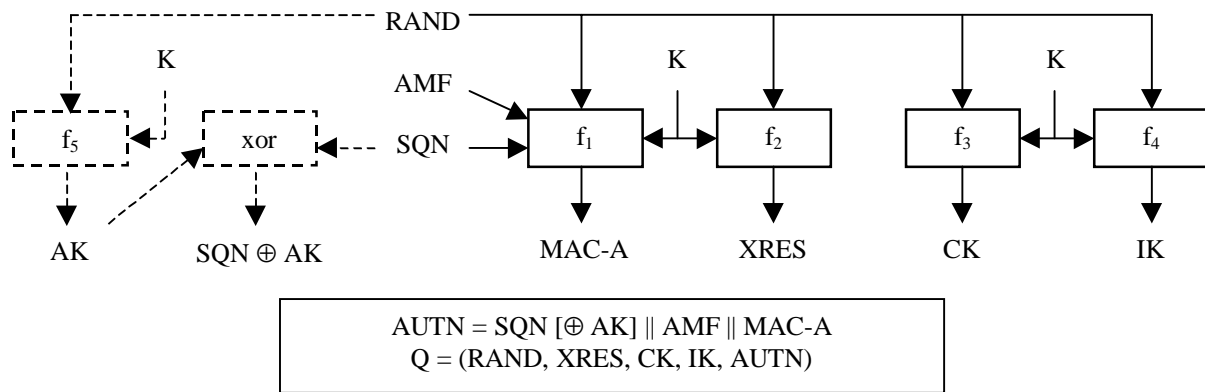 RAND
K
K
K
AMF
f5
xor
SQN
f1
f2
f3
f4
AK
SQN ⊕ AK
MAC-A
XRES
CK
IK
AUTN = SQN [⊕ AK] || AMF || MAC-A
Q = (RAND, XRES, CK, IK, AUTN)